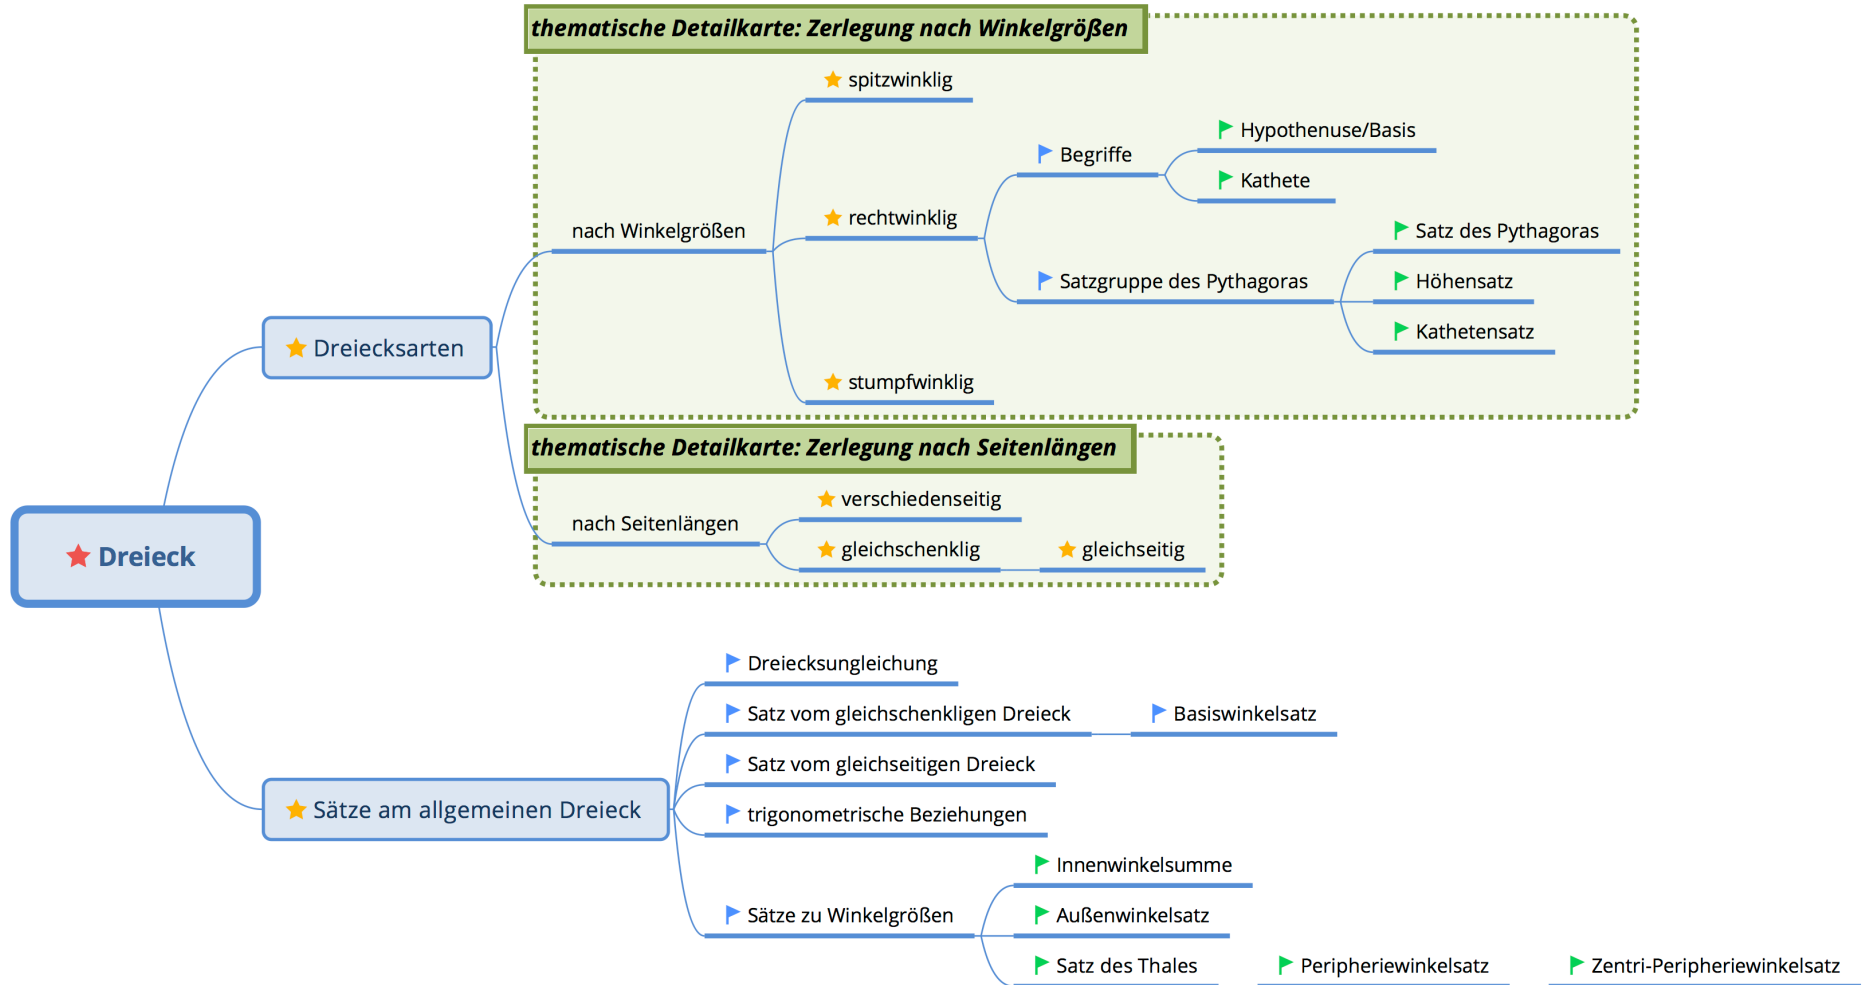 thematische Detailkarte: Zerlegung nach Winkelgrößen
spitzwinklig
Hypothenuse/Basis
Begriffe
Kathete
rechtwinklig
nach Winkelgrößen
Satz des Pythagoras
Satzgruppe des Pythagoras
Höhensatz
Kathetensatz
Dreiecksarten
stumpfwinklig
thematische Detailkarte: Zerlegung nach Seitenlängen
verschiedenseitig
nach Seitenlängen
gleichschenklig
gleichseitig
Dreieck
Dreiecksungleichung
Satz vom gleichschenkligen Dreieck
Basiswinkelsatz
Satz vom gleichseitigen Dreieck
Sätze am allgemeinen Dreieck
trigonometrische Beziehungen
Innenwinkelsumme
Sätze zu Winkelgrößen
Außenwinkelsatz
Satz des Thales
Peripheriewinkelsatz
Zentri-Peripheriewinkelsatz